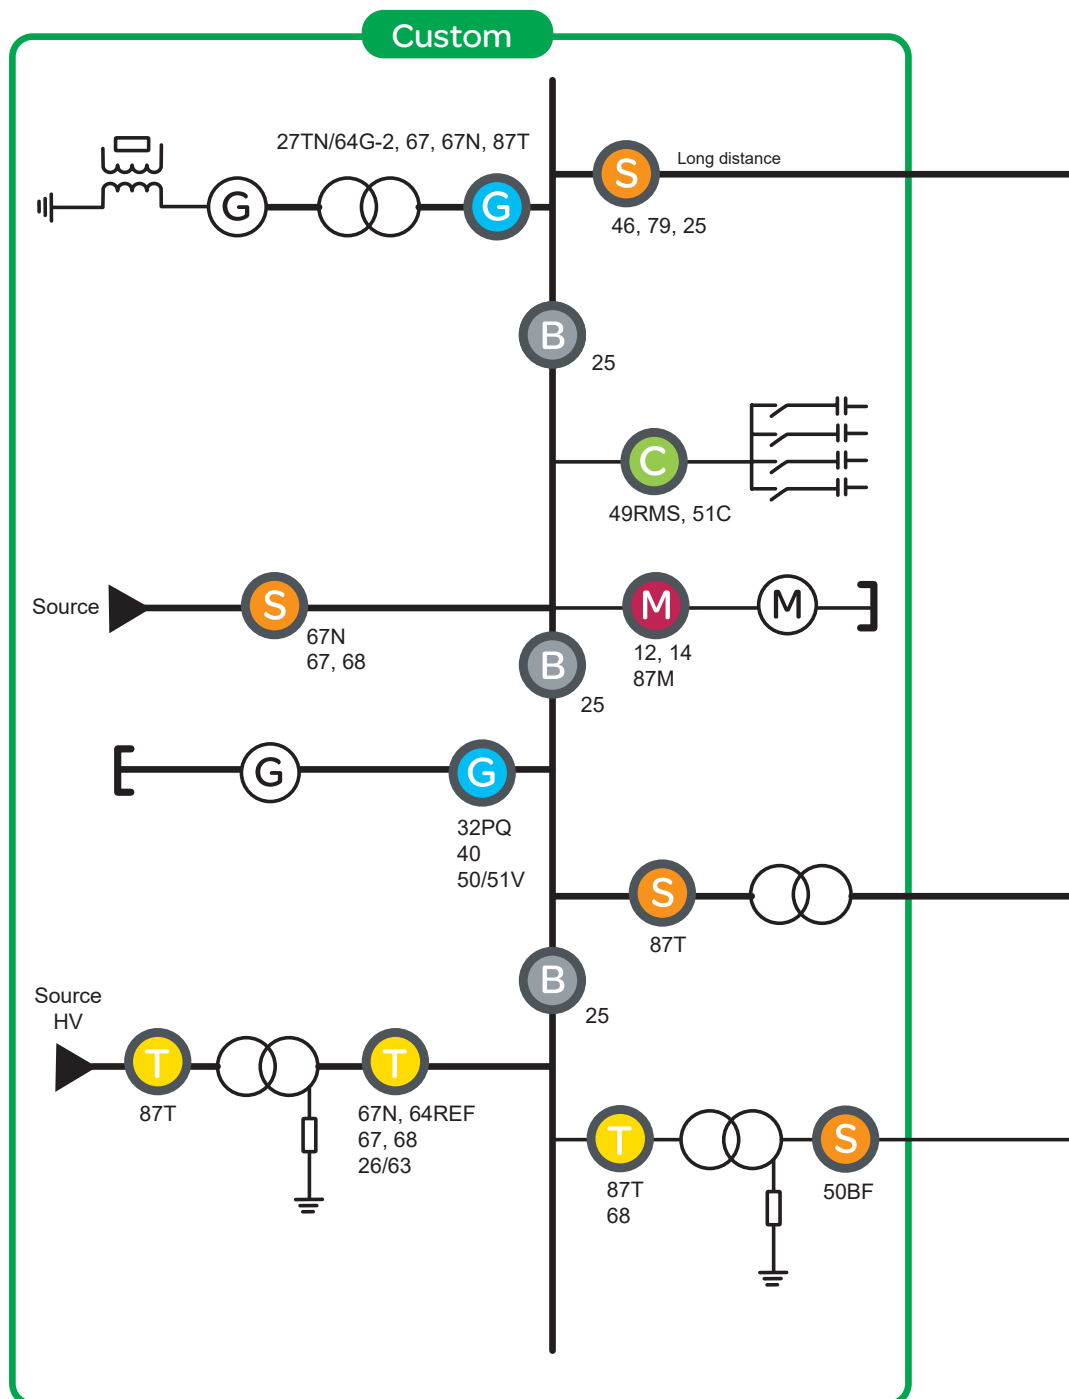 Custom
27TN/64G-2, 67, 67N, 87T
G
G
S
Long distance
46, 79, 25
B
25
C
49RMS, 51C
Source
S
67N
67, 68
M
M
12, 14
87M
B
25
G
G
32PQ
40
50/51V
S
87T
B
25
Source
HV
T
87T
T
67N, 64REF
67, 68
26/63
T
87T
68
S
50BF